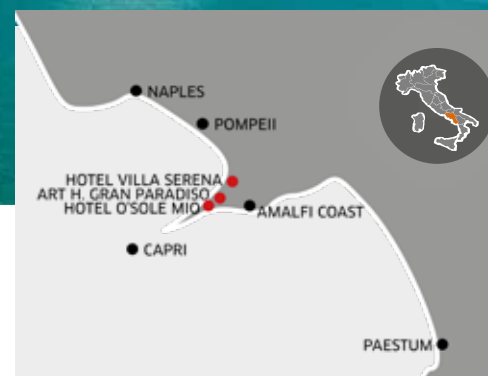 NAPLES
POMPEII
HOTEL VILLA SERENA
ART H. GRAN PARADISO
HOTEL O'SOLE MIO
AMALFI COAST
CAPRI
PAESTUM